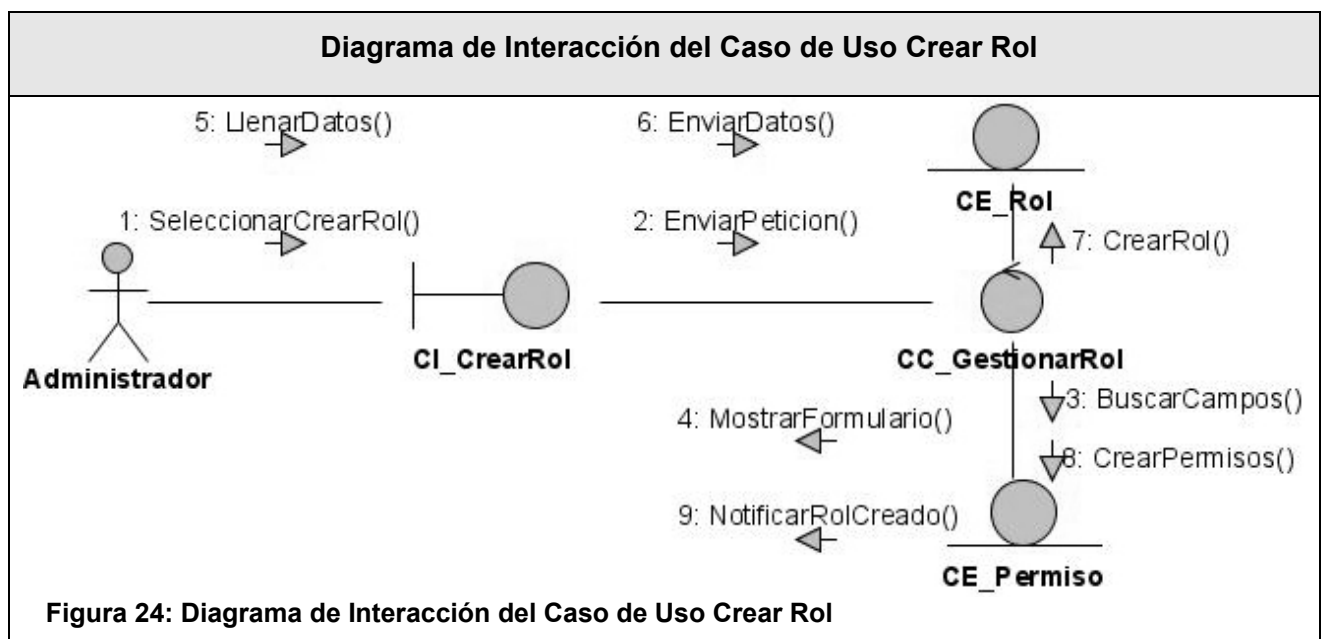 Diagrama de Interacción del Caso de Uso Crear Rol
5: LlenarDatos()
6: EnviarDatos()
CE_Rol
1: SeleccionarCrearRol()
2: EnviarPeticion()
7: CrearRol()
Administrador
CI_CrearRol
CC_GestionarRol
3: BuscarCampos()
4: MostrarFormulario()
8: CrearPermisos()
9: NotificarRolCreado()
CE_Permiso
Figura 24: Diagrama de Interacción del Caso de Uso Crear Rol